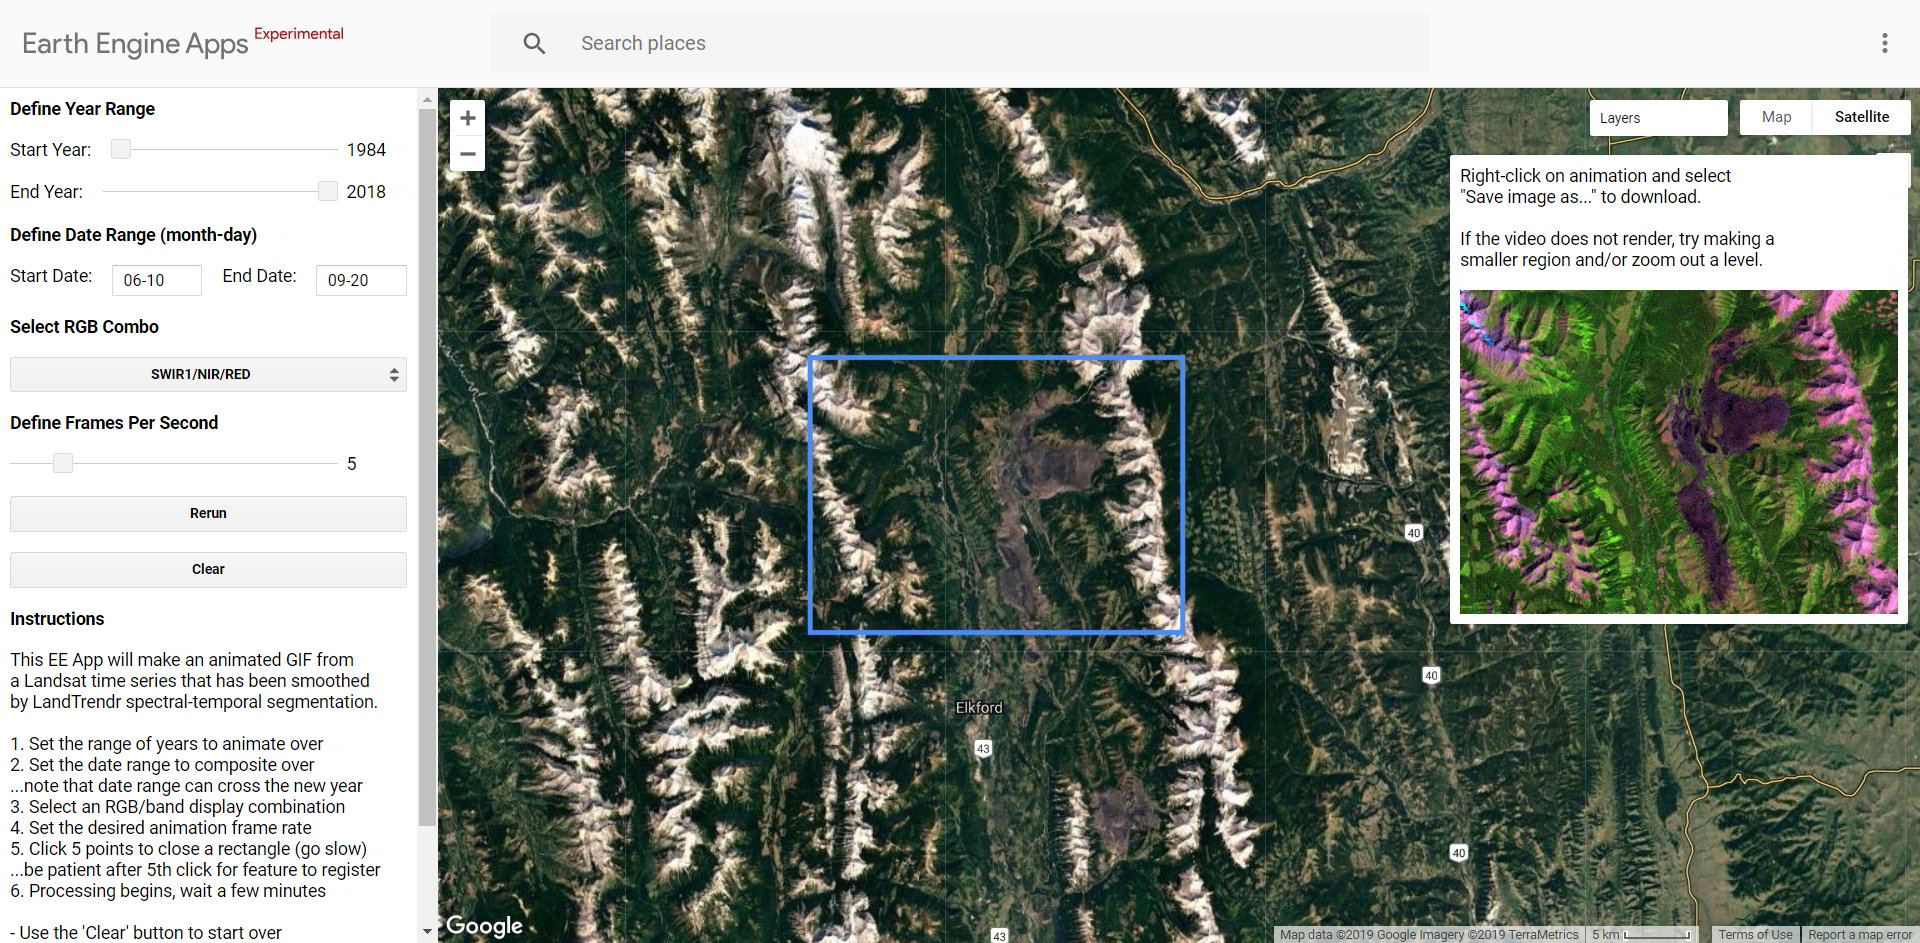 Earth Engine Apps Experimental
Search places
Define Year Range
Start Year: 1984
End Year: 2018
Define Date Range (month-day)
Start Date: 06-10 End Date: 09-20
Select RGB Combo
SWIR1/NIR/RED
Define Frames Per Second
5
Rerun
Clear
Instructions
This EE App will make an animated GIF from
a Landsat time series that has been smoothed
by LandTrendr spectral-temporal segmentation.
1. Set the range of years to animate over
2. Set the date range to composite over
...note that date range can cross the new year
3. Select an RGB/band display combination
4. Set the desired animation frame rate
5. Click 5 points to close a rectangle (go slow)
...be patient after 5th click for feature to register
6. Processing begins, wait a few minutes
- Use the 'Clear' button to start over
+
−
Layers
Map Satellite
Right-click on animation and select
"Save image as..." to download.
If the video does not render, try making a
smaller region and/or zoom out a level.
40
40
Elkford
43
40
43
Google
Map data ©2019 Google Imagery ©2019 TerraMetrics 5 km Terms of Use Report a map error